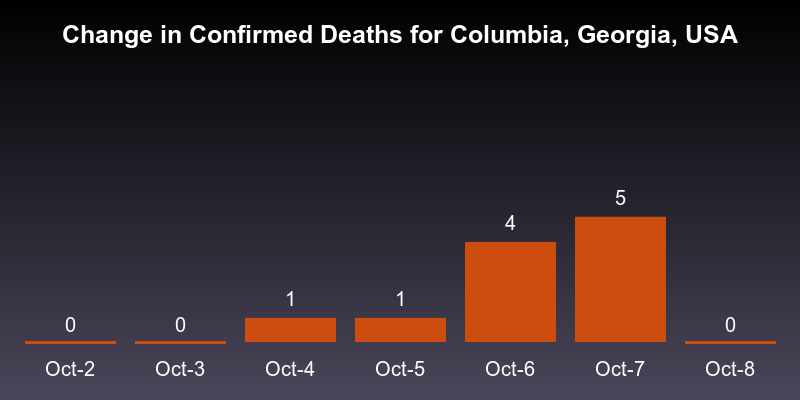 Change in Confirmed Deaths for Columbia, Georgia, USA
5
4
1 1
0 0 0
Oct-2 Oct-3 Oct-4 Oct-5 Oct-6 Oct-7 Oct-8